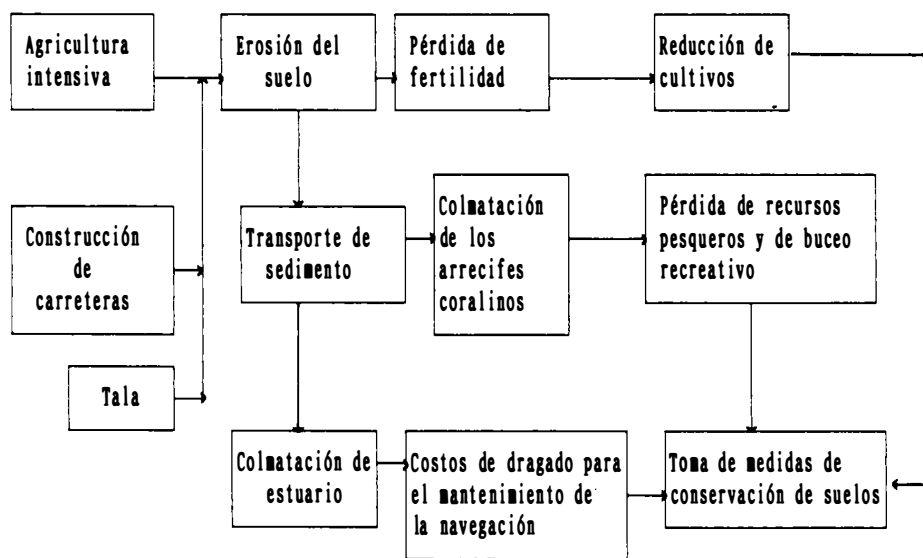 Agricultura
intensiva
Erosión del
suelo
Pérdida de
fertilidad
Reducción de
cultivos
Construcción
de
carreteras
Transporte de
sedimento
Colmatación
de los
arrecifes
coralinos
Pérdida de recursos
pesqueros y de buceo
recreativo
Tala
Colmatación de
estuario
Costos de dragado para
el mantenimiento de
la navegación
Toma de medidas de
conservación de suelos